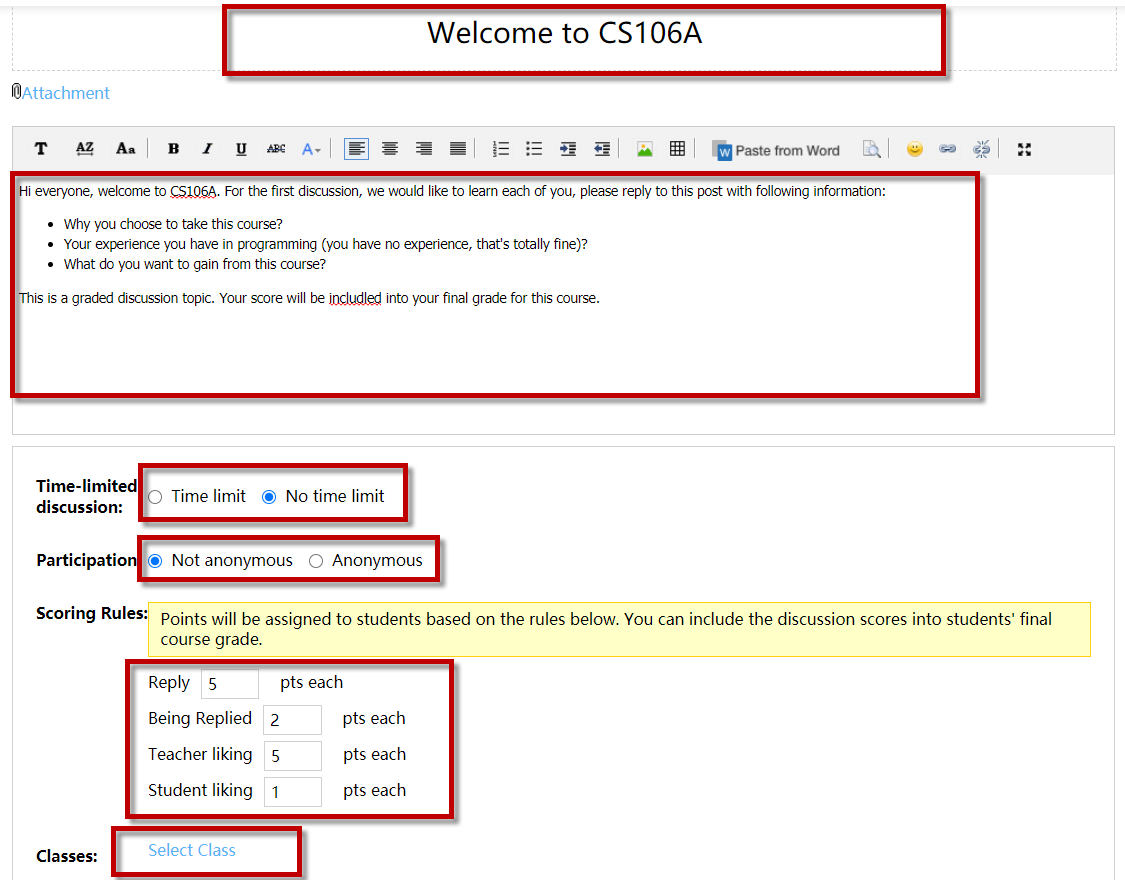 Welcome to CS106A
Attachment
T AZ Aa B I U ABC A Paste from Word
Hi everyone, welcome to CS106A. For the first discussion, we would like to learn each of you, please reply to this post with following information:
• Why you choose to take this course?
• Your experience you have in programming (you have no experience, that's totally fine)?
• What do you want to gain from this course?
This is a graded discussion topic. Your score will be includled into your final grade for this course.
Time-limited discussion:
Time limit No time limit
Participation Not anonymous Anonymous
Scoring Rules: Points will be assigned to students based on the rules below. You can include the discussion scores into students' final
course grade.
Reply 5 pts each
Being Replied 2 pts each
Teacher liking 5 pts each
Student liking 1 pts each
Classes: Select Class